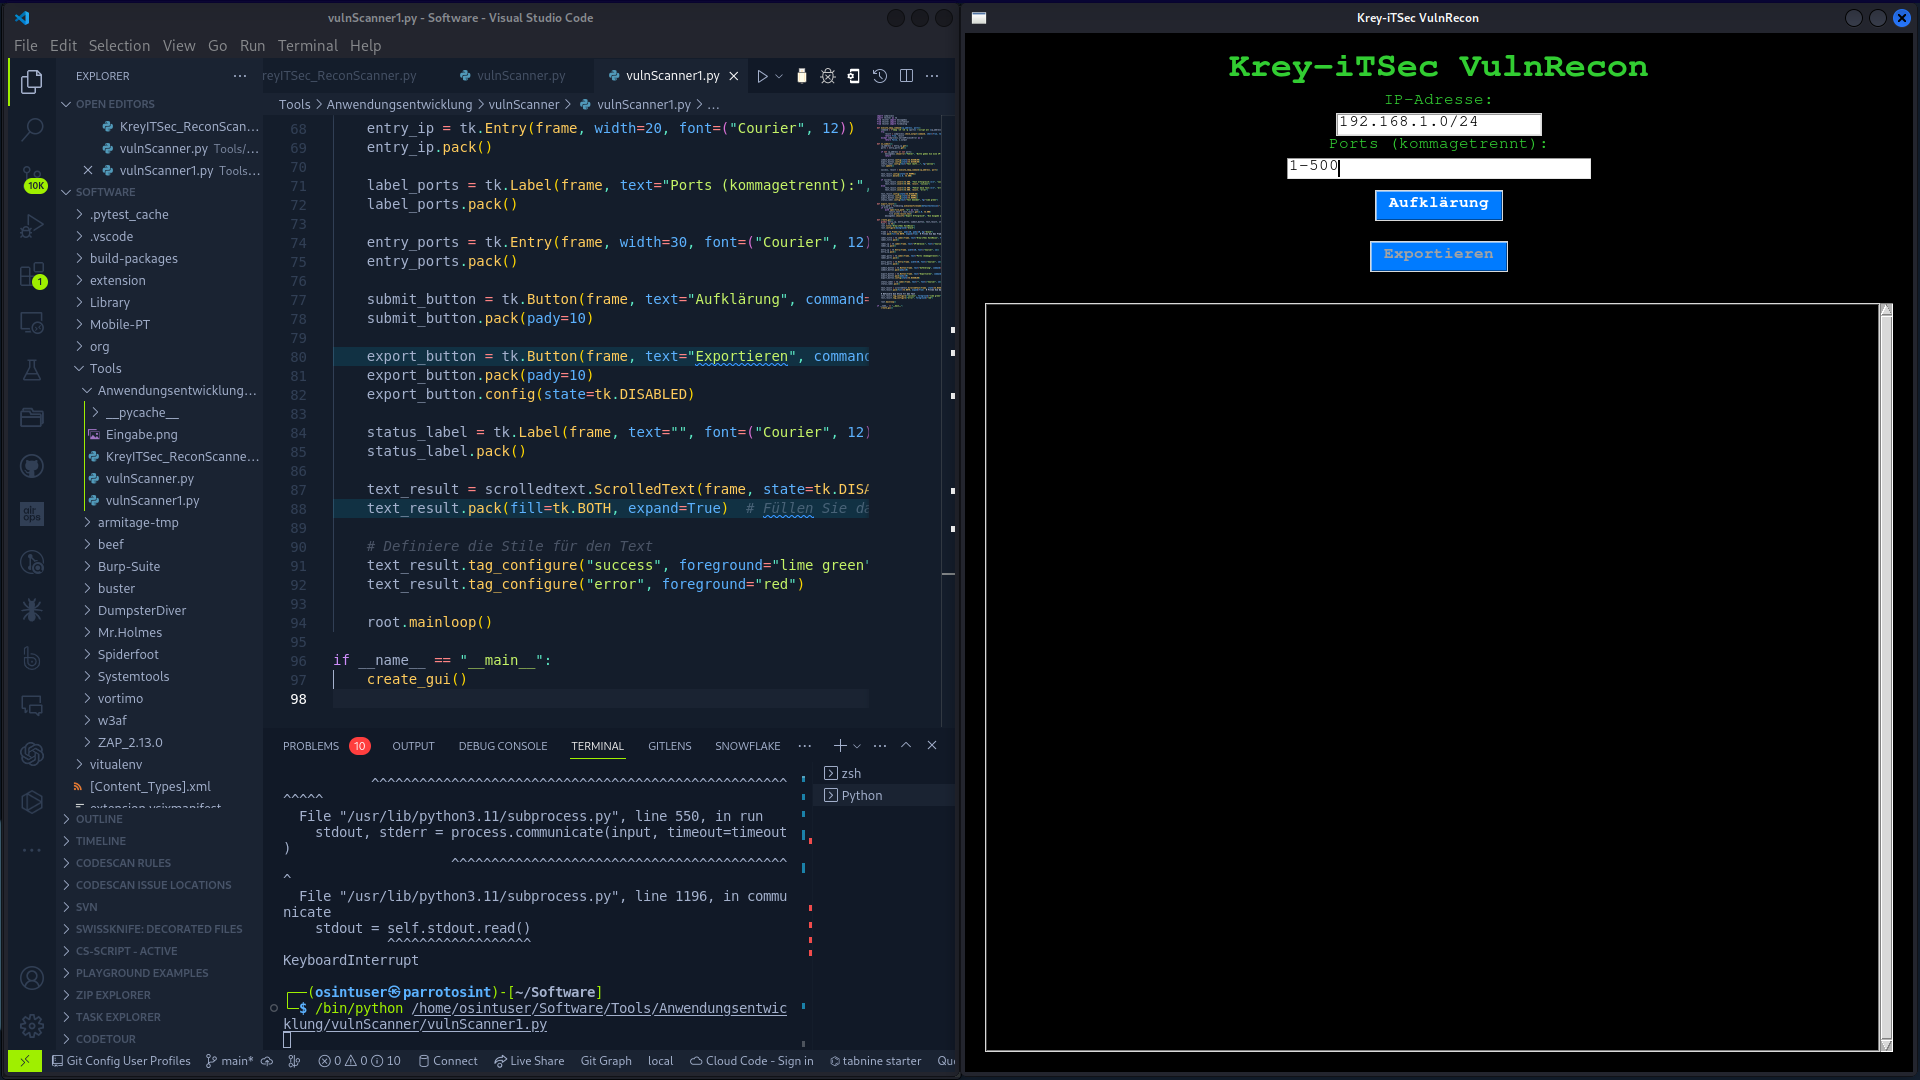 vulnScanner1.py - Software - Visual Studio Code
File Edit Selection View Go Run Terminal Help
EXPLORER
OPEN EDITORS
KreyITSec_ReconScan...
vulnScanner.py Tools/...
vulnScanner1.py Tools...
10K
1
SOFTWARE
.pytest_cache
.vscode
build-packages
extension
Library
Mobile-PT
org
Tools
Anwendungsentwicklung...
__pycache__
Eingabe.png
KreyITSec_ReconScanne...
vulnScanner.py
vulnScanner1.py
armitage-tmp
beef
Burp-Suite
buster
DumpsterDiver
Mr.Holmes
Spiderfoot
Systemtools
vortimo
w3af
ZAP_2.13.0
vitualenv
[Content_Types].xml
extension.vsixmanifest
OUTLINE
TIMELINE
CODESCAN RULES
CODESCAN ISSUE LOCATIONS
SVN
SWISSKNIFE: DECORATED FILES
CS-SCRIPT - ACTIVE
PLAYGROUND EXAMPLES
ZIP EXPLORER
TASK EXPLORER
CODETOUR
reyITSec_ReconScanner.py vulnScanner.py vulnScanner1.py
Tools > Anwendungsentwicklung > vulnScanner > vulnScanner1.py > ...
68 entry_ip = tk.Entry(frame, width=20, font=("Courier", 12))
69 entry_ip.pack()
70
71 label_ports = tk.Label(frame, text="Ports (kommagetrennt):",
72 label_ports.pack()
73
74 entry_ports = tk.Entry(frame, width=30, font=("Courier", 12)
75 entry_ports.pack()
76
77 submit_button = tk.Button(frame, text="Aufklärung", command=
78 submit_button.pack(pady=10)
79
80 export_button = tk.Button(frame, text="Exportieren", command
81 export_button.pack(pady=10)
82 export_button.config(state=tk.DISABLED)
83
84 status_label = tk.Label(frame, text="", font=("Courier", 12)
85 status_label.pack()
86
87 text_result = scrolledtext.ScrolledText(frame, state=tk.DISA
88 text_result.pack(fill=tk.BOTH, expand=True) # Füllen Sie da
89
90 # Definiere die Stile für den Text
91 text_result.tag_configure("success", foreground="lime green"
92 text_result.tag_configure("error", foreground="red")
93
94 root.mainloop()
95
96 if __name__ == "__main__":
97 create_gui()
98
PROBLEMS 10 OUTPUT DEBUG CONSOLE TERMINAL GITLENS SNOWFLAKE
zsh
Python
^^^^^^^^^^^^^^^^^^^^^^^^^^^^^^^^^^^^^^^^^^^^^^^^^^^^
^^^^^
File "/usr/lib/python3.11/subprocess.py", line 550, in run
stdout, stderr = process.communicate(input, timeout=timeout
)
^^^^^^^^^^^^^^^^^^^^^^^^^^^^^^^^^^^^^^^^^^
^
File "/usr/lib/python3.11/subprocess.py", line 1196, in commu
nicate
stdout = self.stdout.read()
^^^^^^^^^^^^^^^^^^
KeyboardInterrupt
(osintuser㉿parrotosint)-[~/Software]
$ /bin/python /home/osintuser/Software/Tools/Anwendungsentwic
klung/vulnScanner/vulnScanner1.py
Git Config User Profiles main* 0 0 10 Connect Live Share Git Graph local Cloud Code - Sign in tabnine starter Qu
Krey-iTSec VulnRecon
Krey-iTSec VulnRecon
IP-Adresse:
192.168.1.0/24
Ports (kommagetrennt):
1-500
Aufklärung
Exportieren